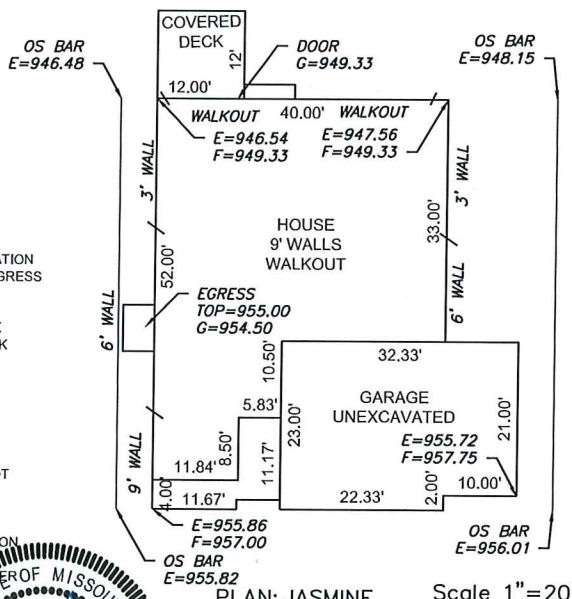 COVERED
DECK
12'
12.00'
DOOR
G=949.33
OS BAR
E=946.48
OS BAR
E=948.15
WALKOUT
40.00'
WALKOUT
E=946.54
F=949.33
E=947.56
F=949.33
3' WALL
3' WALL
33.00'
HOUSE
9' WALLS
WALKOUT
52.00'
EGRESS
TOP=955.00
G=954.50
6' WALL
6' WALL
32.33'
10.50'
GARAGE
UNEXCAVATED
5.83'
23.00'
21.00'
E=955.72
F=957.75
8.50'
11.17'
11.84'
9' WALL
4.00'
11.67'
22.33'
2.00'
10.00'
E=955.86
F=957.00
OS BAR
E=955.82
OS BAR
E=956.01
PLAN: JASMINE
Scale 1"=20
OF MISSOU